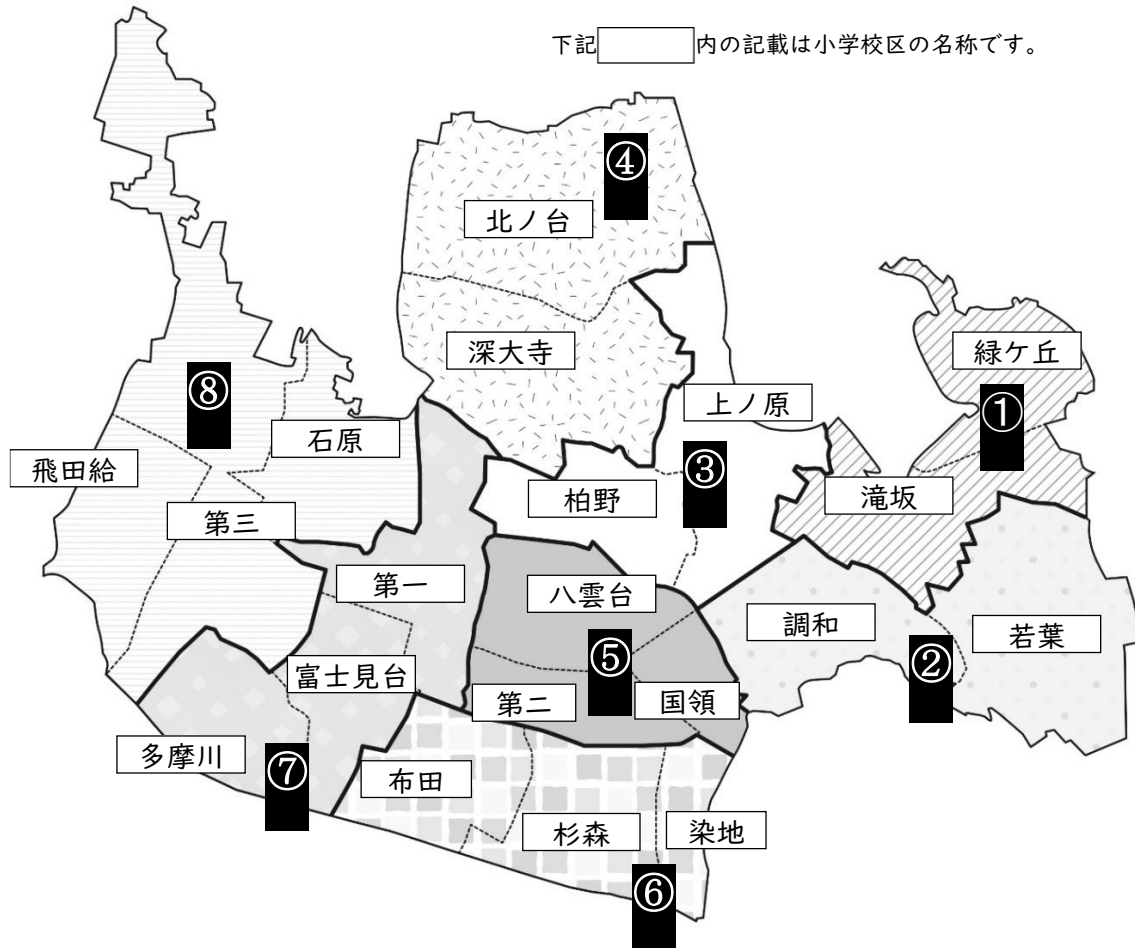 下記 内の記載は小学校区の名称です。
④
北ノ台
深大寺
緑ケ丘
①
上ノ原
⑧
石原
飛田給
③
柏野
滝坂
第三
第一
八雲台
調和
若葉
⑤
②
富士見台
第二
国領
多摩川
⑦
布田
杉森
染地
⑥